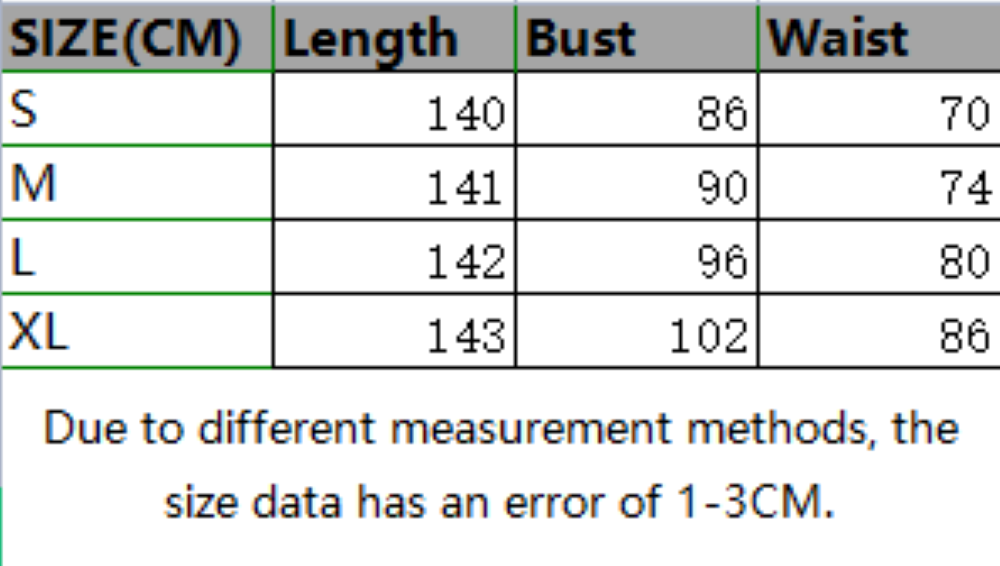 SIZE(CM) Length Bust Waist
S 140 86 70
M 141 90 74
L 142 96 80
XL 143 102 86
Due to different measurement methods, the
size data has an error of 1-3CM.